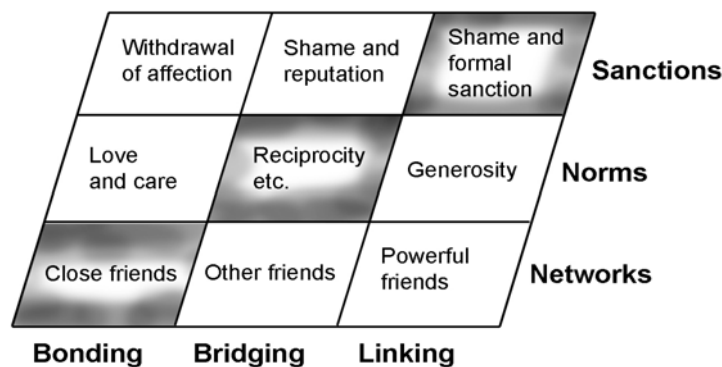 Withdrawal
of affection
Shame and
reputation
Shame and
formal
sanction
Sanctions
Love
and care
Reciprocity
etc.
Generosity
Norms
Close friends
Other friends
Powerful
friends
Networks
Bonding
Bridging
Linking